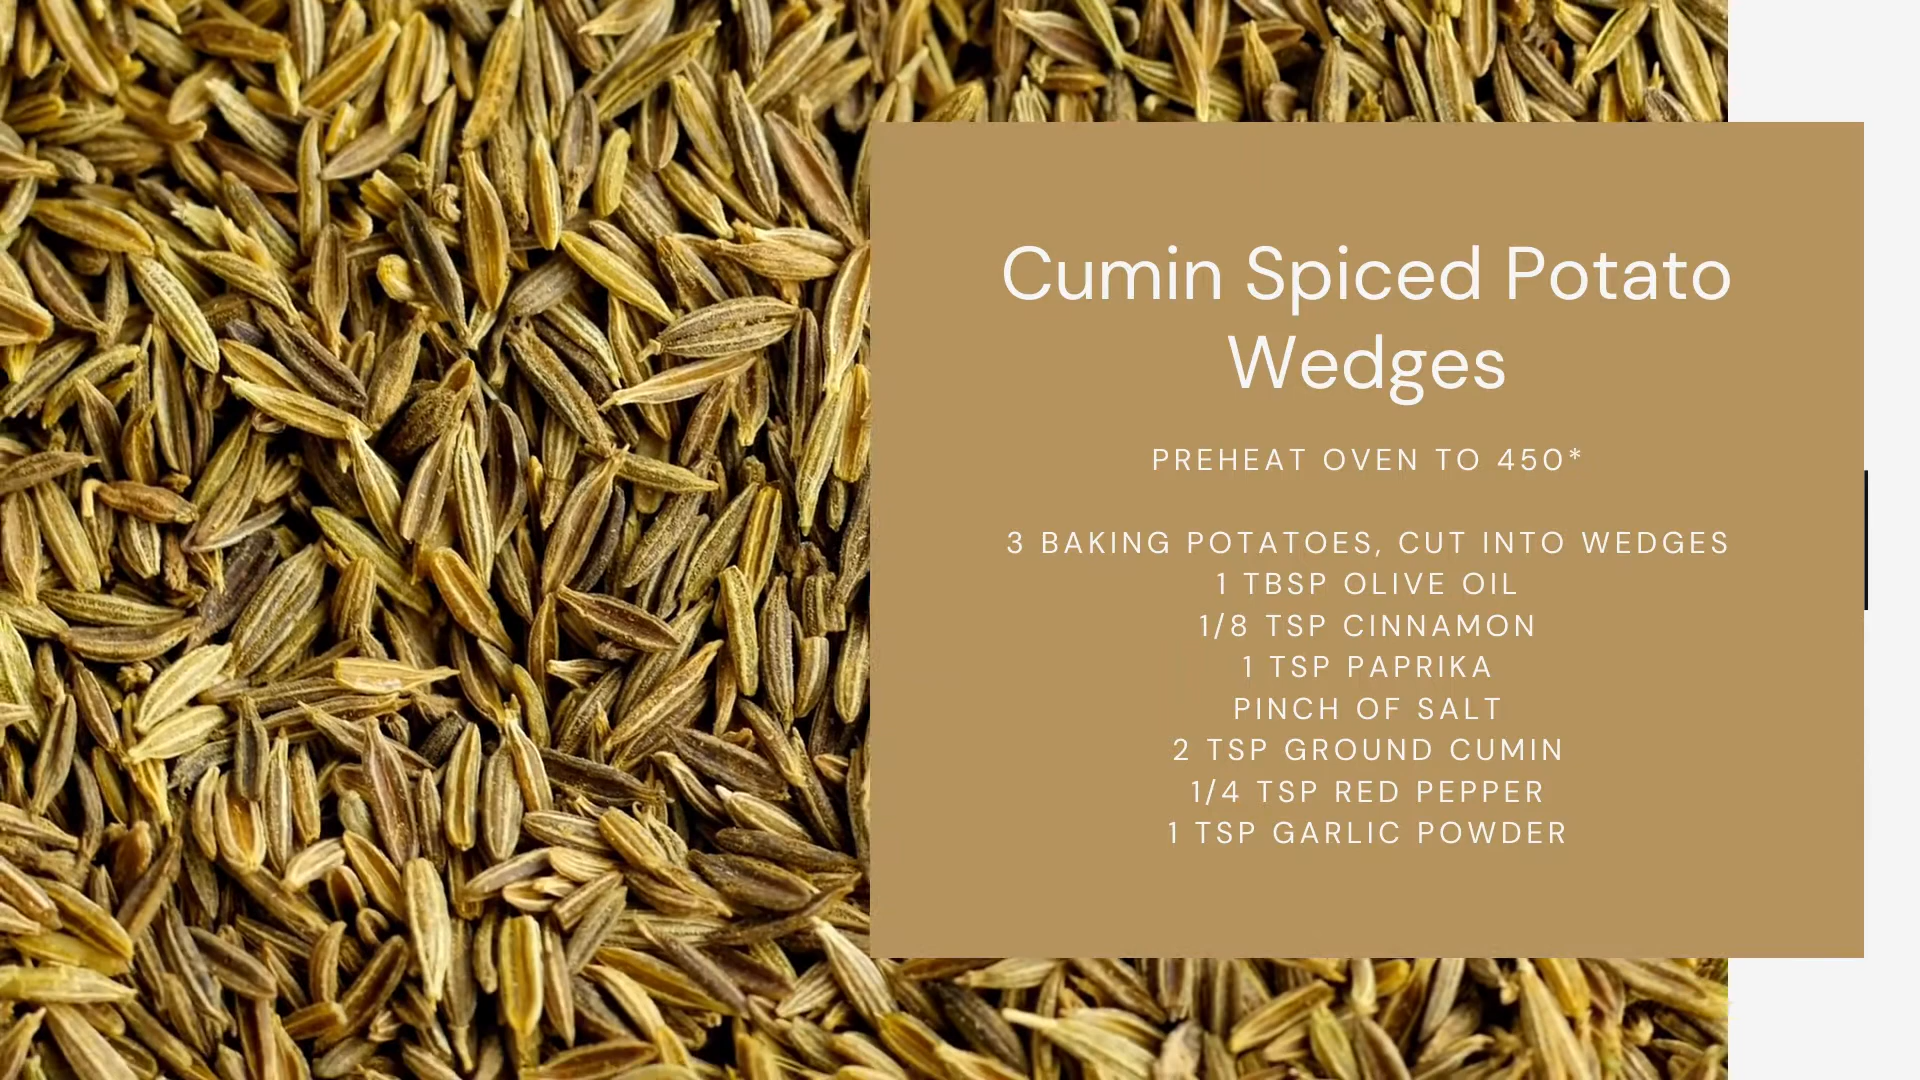 Cumin Spiced Potato
Wedges
PREHEAT OVEN TO 450*
3 BAKING POTATOES, CUT INTO WEDGES
1 TBSP OLIVE OIL
1/8 TSP CINNAMON
1 TSP PAPRIKA
PINCH OF SALT
2 TSP GROUND CUMIN
1/4 TSP RED PEPPER
1 TSP GARLIC POWDER